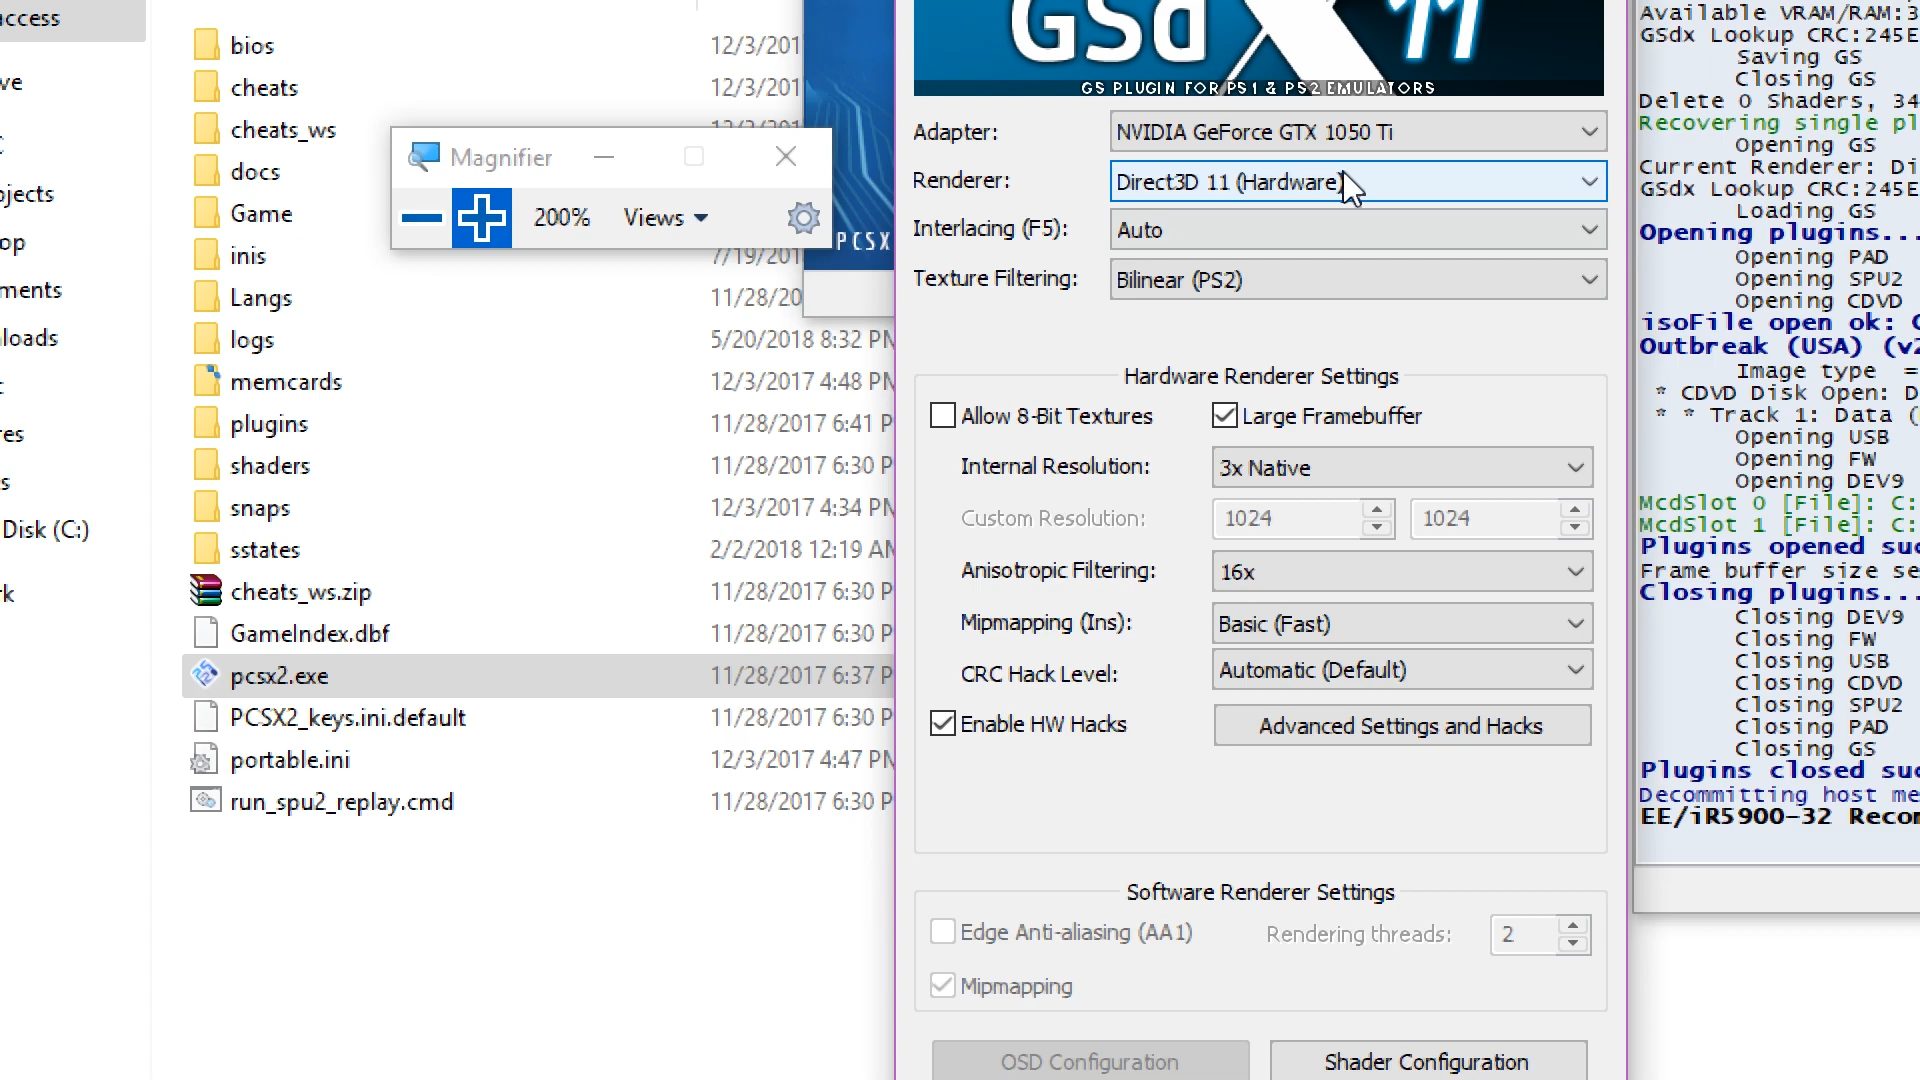 access
ve
ojects
op
ments
loads
res
s
Disk (C:)
rk
bios 12/3/201
cheats 12/3/201
cheats_ws
docs
Game
inis 7/19/201
Langs 11/28/20
logs 5/20/2018 8:32 PM
memcards 12/3/2017 4:48 PM
plugins 11/28/2017 6:41 P
shaders 11/28/2017 6:30 P
snaps 12/3/2017 4:34 PM
sstates 2/2/2018 12:19 AM
cheats_ws.zip 11/28/2017 6:30 P
GameIndex.dbf 11/28/2017 6:30 P
pcsx2.exe 11/28/2017 6:37 P
PCSX2_keys.ini.default 11/28/2017 6:30 P
portable.ini 12/3/2017 4:47 PM
run_spu2_replay.cmd 11/28/2017 6:30 P
Magnifier
200% Views
PCSX
GSdX 11
GS PLUGIN FOR PS1 & PS2 EMULATORS
Adapter: NVIDIA GeForce GTX 1050 Ti
Renderer: Direct3D 11 (Hardware)
Interlacing (F5): Auto
Texture Filtering: Bilinear (PS2)
Hardware Renderer Settings
Allow 8-Bit Textures Large Framebuffer
Internal Resolution: 3x Native
Custom Resolution: 1024 1024
Anisotropic Filtering: 16x
Mipmapping (Ins): Basic (Fast)
CRC Hack Level: Automatic (Default)
Enable HW Hacks Advanced Settings and Hacks
Software Renderer Settings
Edge Anti-aliasing (AA1) Rendering threads: 2
Mipmapping
OSD Configuration Shader Configuration
Available VRAM/RAM:3
GSdx Lookup CRC:245E
Saving GS
Closing GS
Delete 0 Shaders, 34
Recovering single pl
Opening GS
Current Renderer: Di
GSdx Lookup CRC:245E
Loading GS
Opening plugins...
Opening PAD
Opening SPU2
Opening CDVD
isoFile open ok: C
Outbreak (USA) (v2
Image type =
* CDVD Disk Open: D
* * Track 1: Data (
Opening USB
Opening FW
Opening DEV9
McdSlot 0 [File]: C:
McdSlot 1 [File]: C:
Plugins opened suc
Frame buffer size se
Closing plugins...
Closing DEV9
Closing FW
Closing USB
Closing CDVD
Closing SPU2
Closing PAD
Closing GS
Plugins closed suc
Decommitting host me
EE/iR5900-32 Recom